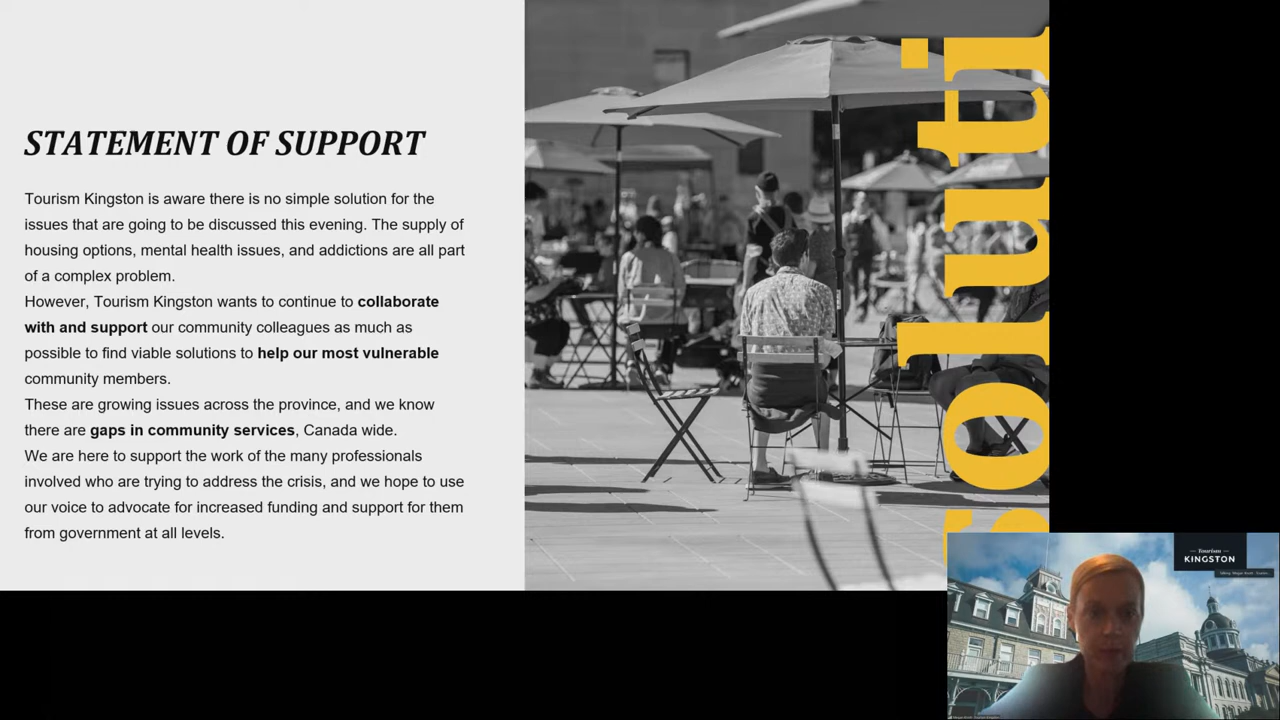 STATEMENT OF SUPPORT
Tourism Kingston is aware there is no simple solution for the
issues that are going to be discussed this evening. The supply of
housing options, mental health issues, and addictions are all part
of a complex problem.
However, Tourism Kingston wants to continue to collaborate
with and support our community colleagues as much as
possible to find viable solutions to help our most vulnerable
community members.
These are growing issues across the province, and we know
there are gaps in community services, Canada wide.
We are here to support the work of the many professionals
involved who are trying to address the crisis, and we hope to use
our voice to advocate for increased funding and support for them
from government at all levels.
soluti
Tourism
KINGSTON